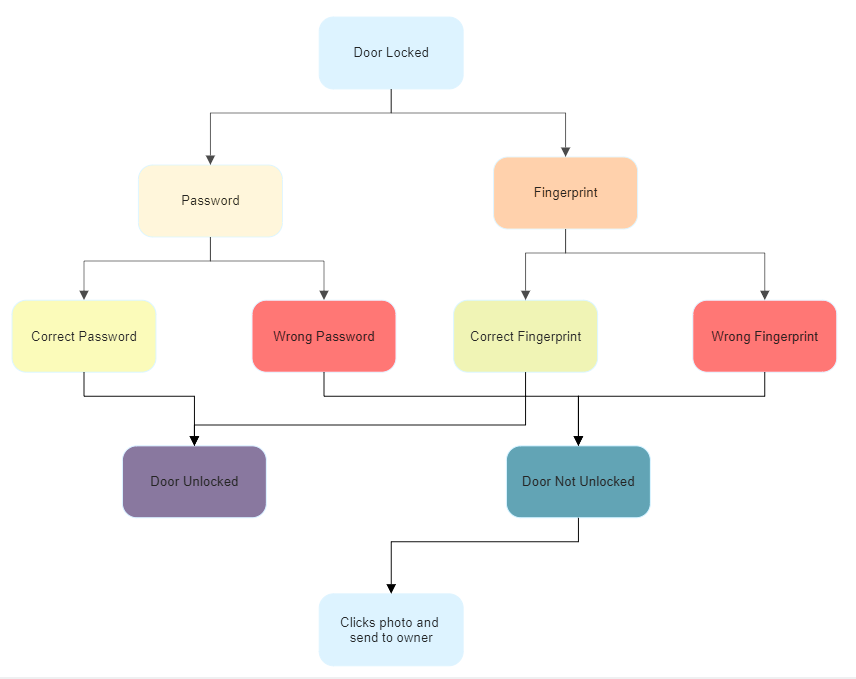 Door Locked
Password
Fingerprint
Correct Password
Wrong Password
Correct Fingerprint
Wrong Fingerprint
Door Unlocked
Door Not Unlocked
Clicks photo and
send to owner